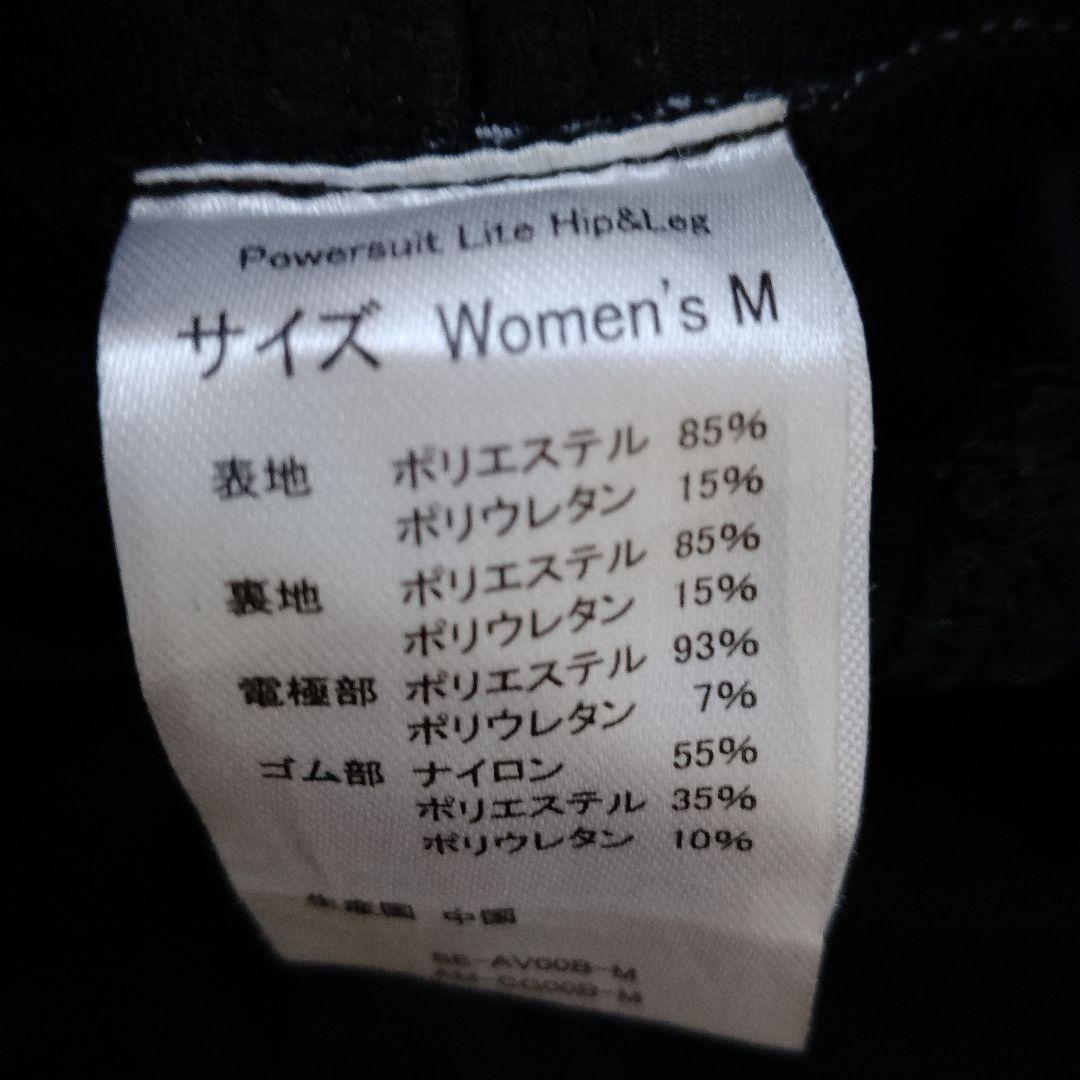 Powersuit Lite Hip&Leg
サイズ Women's M
表地 ポリエステル 85%
ポリウレタン 15%
裏地 ポリエステル 85%
ポリウレタン 15%
電極部 ポリエステル 93%
ポリウレタン 7%
ゴム部 ナイロン 55%
ポリエステル 35%
ポリウレタン 10%
生産国 中国
SE-AV00B-M